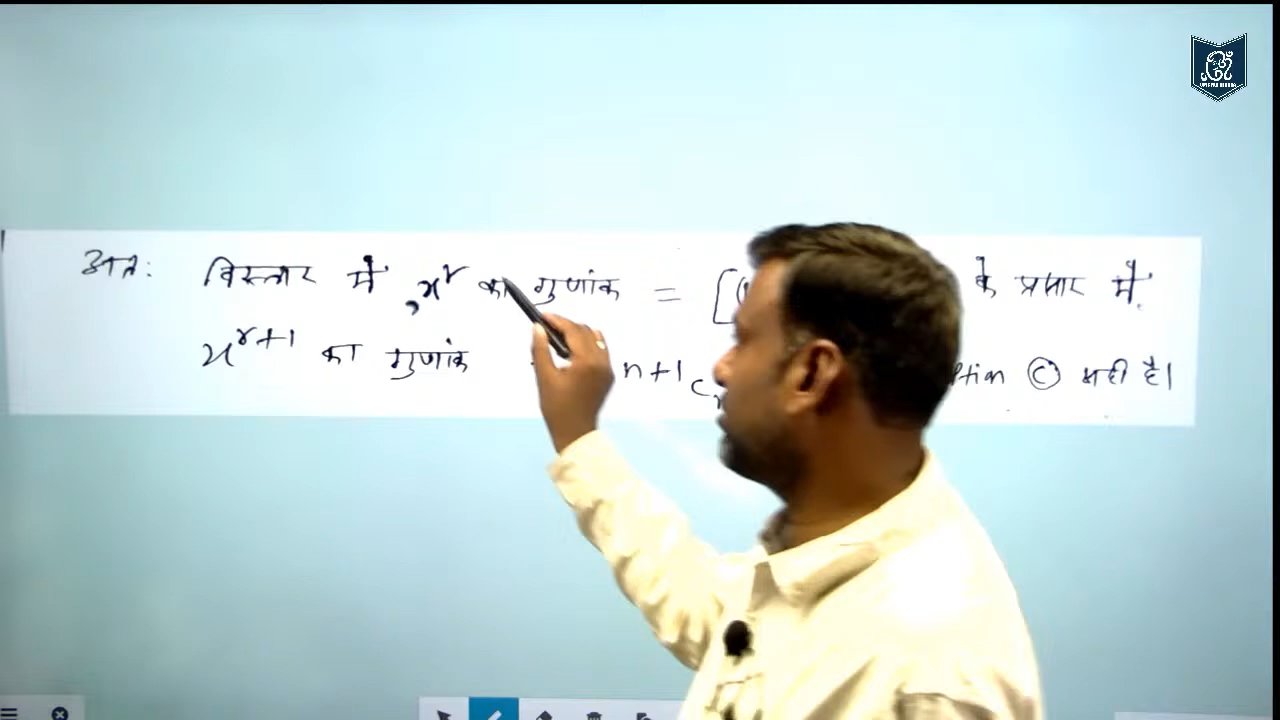 अतः विस्तार में, x^r का गुणांक = [( के प्रसार में
x^{r+1} का गुणांक n+1 C ption (c) सही है।